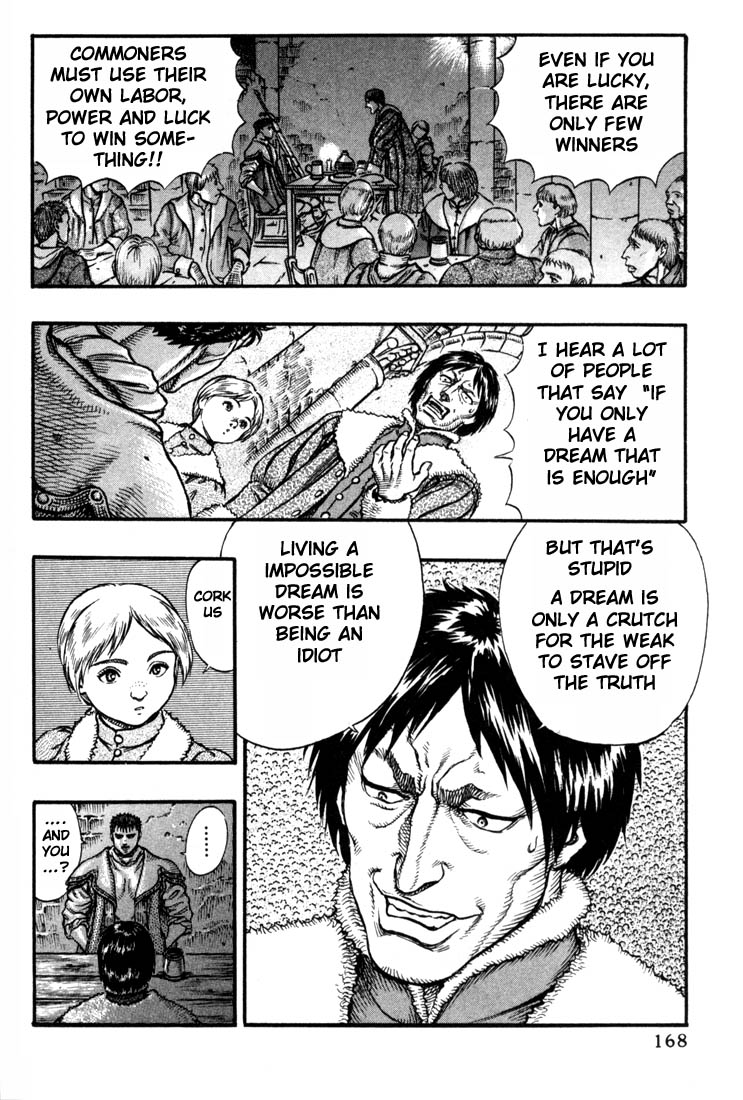 EVEN IF YOU
ARE LUCKY,
THERE ARE
ONLY FEW
WINNERS
COMMONERS
MUST USE THEIR
OWN LABOR,
POWER AND LUCK
TO WIN SOME-
THING!!
I HEAR A LOT
OF PEOPLE
THAT SAY "IF
YOU ONLY
HAVE A
DREAM THAT
IS ENOUGH"
BUT THAT'S
STUPID
A DREAM IS
ONLY A CRUTCH
FOR THE WEAK
TO STAVE OFF
THE TRUTH
LIVING A
IMPOSSIBLE
DREAM IS
WORSE THAN
BEING AN
IDIOT
CORK
US
.....
....
AND
YOU
...?
168